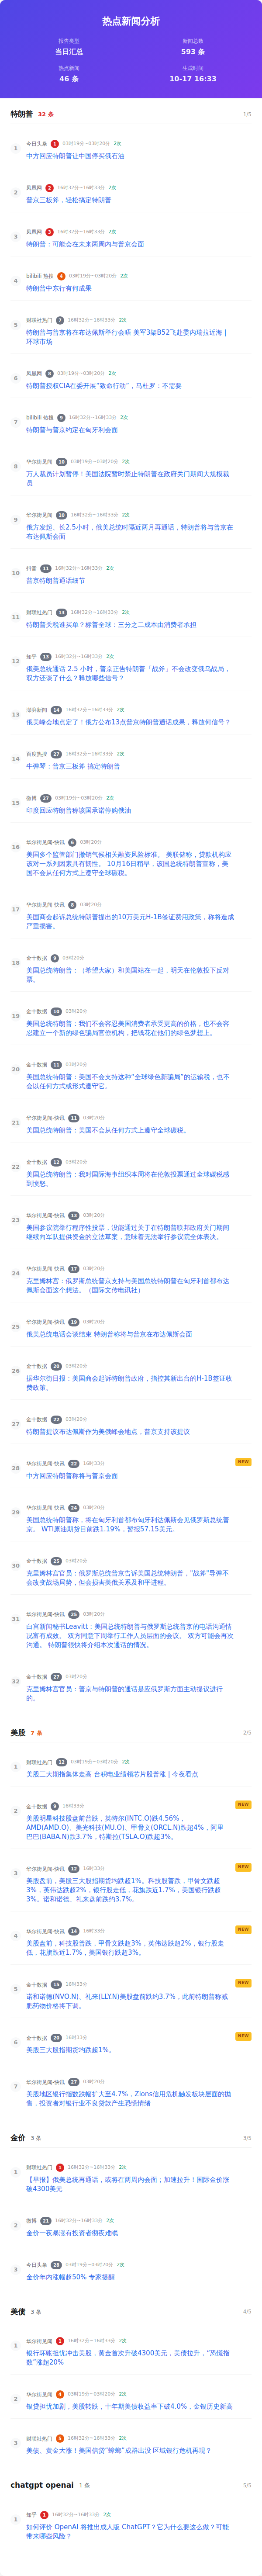 热点新闻分析
报告类型
当日汇总
新闻总数
593 条
热点新闻
46 条
生成时间
10-17 16:33
特朗普 32 条 1/5
1 今日头条 1 03时19分~03时20分 2次
中方回应特朗普让中国停买俄石油
2 凤凰网 2 16时32分~16时33分 2次
普京三板斧，轻松搞定特朗普
3 凤凰网 3 16时32分~16时33分 2次
特朗普：可能会在未来两周内与普京会面
4 bilibili 热搜 4 03时19分~03时20分 2次
特朗普中东行有何成果
5 财联社热门 7 16时32分~16时33分 2次
特朗普与普京将在布达佩斯举行会晤 美军3架B52飞赴委内瑞拉近海 |
环球市场
6 凤凰网 8 03时19分~03时20分 2次
特朗普授权CIA在委开展“致命行动”，马杜罗：不需要
7 bilibili 热搜 9 16时32分~16时33分 2次
特朗普与普京约定在匈牙利会面
8 华尔街见闻 10 03时19分~03时20分 2次
万人裁员计划暂停！美国法院暂时禁止特朗普在政府关门期间大规模裁
员
9 华尔街见闻 10 16时32分~16时33分 2次
俄方发起、长2.5小时，俄美总统时隔近两月再通话，特朗普将与普京在
布达佩斯会面
10 抖音 11 16时32分~16时33分 2次
普京特朗普通话细节
11 财联社热门 13 16时32分~16时33分 2次
特朗普关税谁买单？标普全球：三分之二成本由消费者承担
12 知乎 13 16时32分~16时33分 2次
俄美总统通话 2.5 小时，普京正告特朗普「战斧」不会改变俄乌战局，
双方还谈了什么？释放哪些信号？
13 澎湃新闻 14 16时32分~16时33分 2次
俄美峰会地点定了！俄方公布13点普京特朗普通话成果，释放何信号？
14 百度热搜 27 16时32分~16时33分 2次
牛弹琴：普京三板斧 搞定特朗普
15 微博 27 03时19分~03时20分 2次
印度回应特朗普称该国承诺停购俄油
16 华尔街见闻-快讯 6 03时20分
美国多个监管部门撤销气候相关融资风险标准。 美联储称，贷款机构应
该对一系列因素具有韧性。 10月16日稍早，该国总统特朗普宣称，美
国不会从任何方式上遵守全球碳税。
17 华尔街见闻-快讯 8 03时20分
美国商会起诉总统特朗普提出的10万美元H-1B签证费用政策，称将造成
严重损害。
18 金十数据 9 03时20分
美国总统特朗普：（希望大家）和美国站在一起，明天在伦敦投下反对
票。
19 金十数据 10 03时20分
美国总统特朗普：我们不会容忍美国消费者承受更高的价格，也不会容
忍建立一个新的绿色骗局官僚机构，把钱花在他们的绿色梦想上。
20 金十数据 11 03时20分
美国总统特朗普：美国不会支持这种“全球绿色新骗局”的运输税，也不
会以任何方式或形式遵守它。
21 华尔街见闻-快讯 11 03时20分
美国总统特朗普：美国不会从任何方式上遵守全球碳税。
22 金十数据 12 03时20分
美国总统特朗普：我对国际海事组织本周将在伦敦投票通过全球碳税感
到愤怒。
23 华尔街见闻-快讯 13 03时20分
美国参议院举行程序性投票，没能通过关于在特朗普联邦政府关门期间
继续向军队提供资金的立法草案，意味着无法举行参议院全体表决。
24 华尔街见闻-快讯 17 03时20分
克里姆林宫：俄罗斯总统普京支持与美国总统特朗普在匈牙利首都布达
佩斯会面这个想法。（国际文传电讯社）
25 华尔街见闻-快讯 19 03时20分
俄美总统电话会谈结束 特朗普称将与普京在布达佩斯会面
26 金十数据 20 03时20分
据华尔街日报：美国商会起诉特朗普政府，指控其新出台的H-1B签证收
费政策。
27 金十数据 22 03时20分
特朗普提议布达佩斯作为美俄峰会地点，普京支持该提议
28 华尔街见闻-快讯 22 16时33分 NEW
中方回应特朗普称将与普京会面
29 华尔街见闻-快讯 24 03时20分
美国总统特朗普称，将在匈牙利首都布匈牙利达佩斯会见俄罗斯总统普
京。 WTI原油期货目前跌1.19%，暂报57.15美元。
30 金十数据 25 03时20分
克里姆林宫官员：俄罗斯总统普京告诉美国总统特朗普，“战斧”导弹不
会改变战场局势，但会损害美俄关系及和平进程。
31 华尔街见闻-快讯 25 03时20分
白宫新闻秘书Leavitt：美国总统特朗普与俄罗斯总统普京的电话沟通情
况富有成效。 双方同意下周举行工作人员层面的会议。 双方可能会再次
沟通。 特朗普很快将介绍本次通话的情况。
32 金十数据 27 03时20分
克里姆林宫官员：普京与特朗普的通话是应俄罗斯方面主动提议进行
的。
美股 7 条 2/5
1 财联社热门 12 03时19分~03时20分 2次
美股三大期指集体走高 台积电业绩领芯片股普涨 | 今夜看点
2 金十数据 9 16时33分 NEW
美股明星科技股盘前普跌，英特尔(INTC.O)跌4.56%，
AMD(AMD.O)、美光科技(MU.O)、甲骨文(ORCL.N)跌超4%，阿里
巴巴(BABA.N)跌3.7%，特斯拉(TSLA.O)跌超3%。
3 华尔街见闻-快讯 12 16时33分 NEW
美股盘前，美股三大股指期货均跌超1%。科技股普跌，甲骨文跌超
3%，英伟达跌超2%，银行股走低，花旗跌近1.7%，美国银行跌超
3%。诺和诺德、礼来盘前跌约3.7%。
4 华尔街见闻-快讯 14 16时33分 NEW
美股盘前，科技股普跌，甲骨文跌超3%，英伟达跌超2%，银行股走
低，花旗跌近1.7%，美国银行跌超3%。
5 金十数据 15 16时33分 NEW
诺和诺德(NVO.N)、礼来(LLY.N)美股盘前跌约3.7%，此前特朗普称减
肥药物价格将下调。
6 金十数据 20 16时33分 NEW
美股三大股指期货均跌超1%。
7 华尔街见闻-快讯 27 03时20分
美股地区银行指数跌幅扩大至4.7%，Zions信用危机触发板块层面的抛
售，投资者对银行业不良贷款产生恐慌情绪
金价 3 条 3/5
1 财联社热门 1 16时32分~16时33分 2次
【早报】俄美总统再通话，或将在两周内会面；加速拉升！国际金价涨
破4300美元
2 微博 21 16时32分~16时33分 2次
金价一夜暴涨有投资者彻夜难眠
3 今日头条 28 03时19分~03时20分 2次
金价年内涨幅超50% 专家提醒
美债 3 条 4/5
1 华尔街见闻 1 16时32分~16时33分 2次
银行坏账担忧冲击美股，黄金首次升破4300美元，美债拉升，“恐慌指
数”涨超20%
2 华尔街见闻 4 03时19分~03时20分 2次
银贷担忧加剧，美股转跌，十年期美债收益率下破4.0%，金银历史新高
3 财联社热门 5 16时32分~16时33分 2次
美债、黄金大涨！美国信贷“蟑螂”成群出没 区域银行危机再现？
chatgpt openai 1 条 5/5
1 知乎 1 16时32分~16时33分 2次
如何评价 OpenAI 将推出成人版 ChatGPT？它为什么要这么做？可能
带来哪些风险？